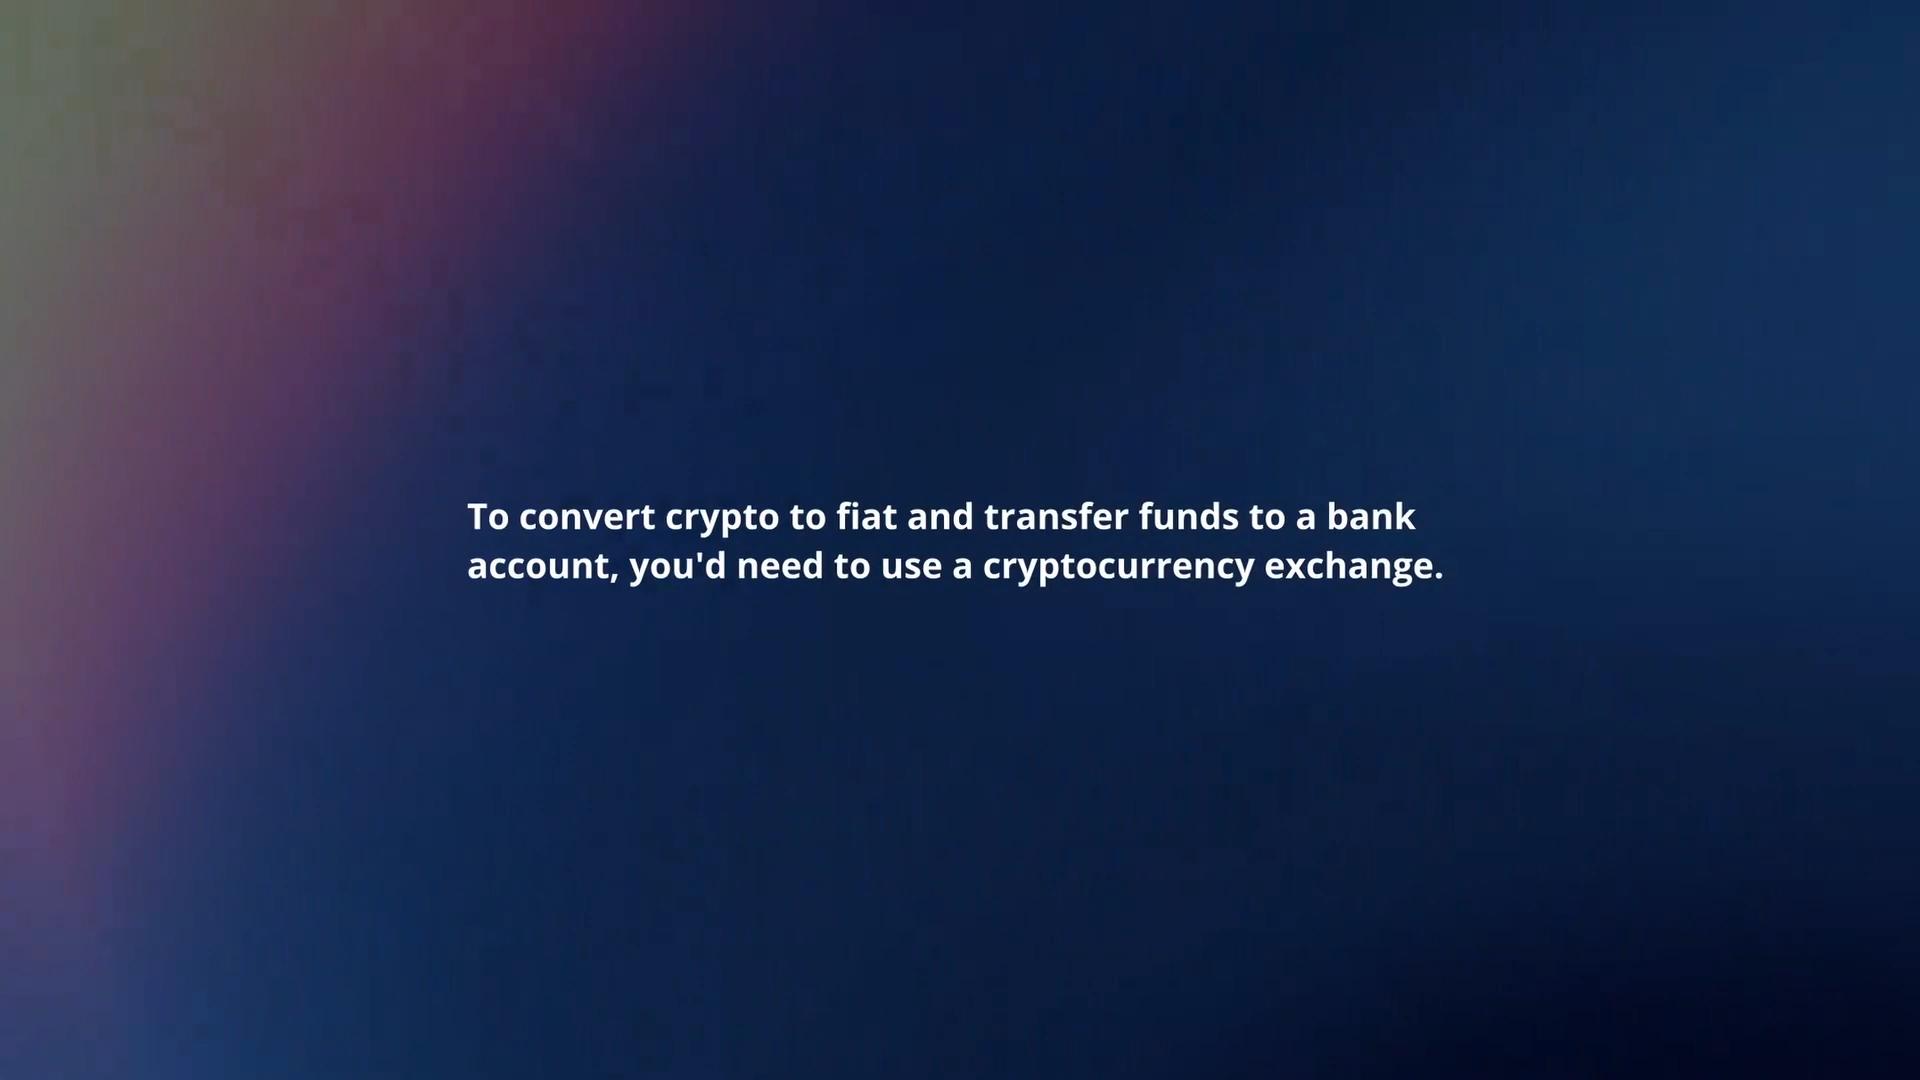 To convert crypto to fiat and transfer funds to a bank
account, you'd need to use a cryptocurrency exchange.